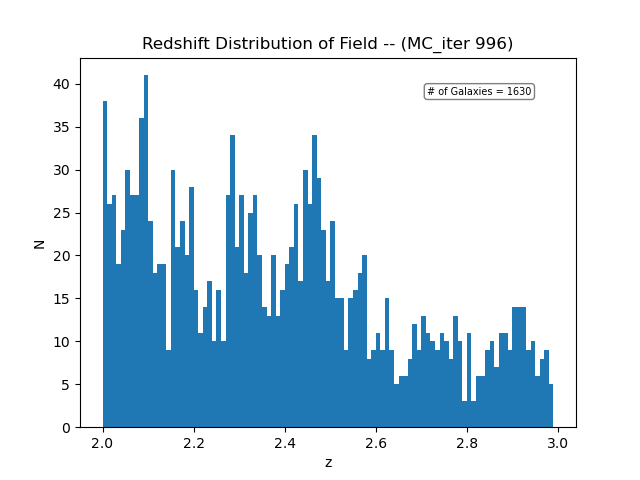 Redshift Distribution of Field -- (MC_iter 996)
# of Galaxies = 1630
N
40
35
30
25
20
15
10
5
0
2.0 2.2 2.4 2.6 2.8 3.0
z